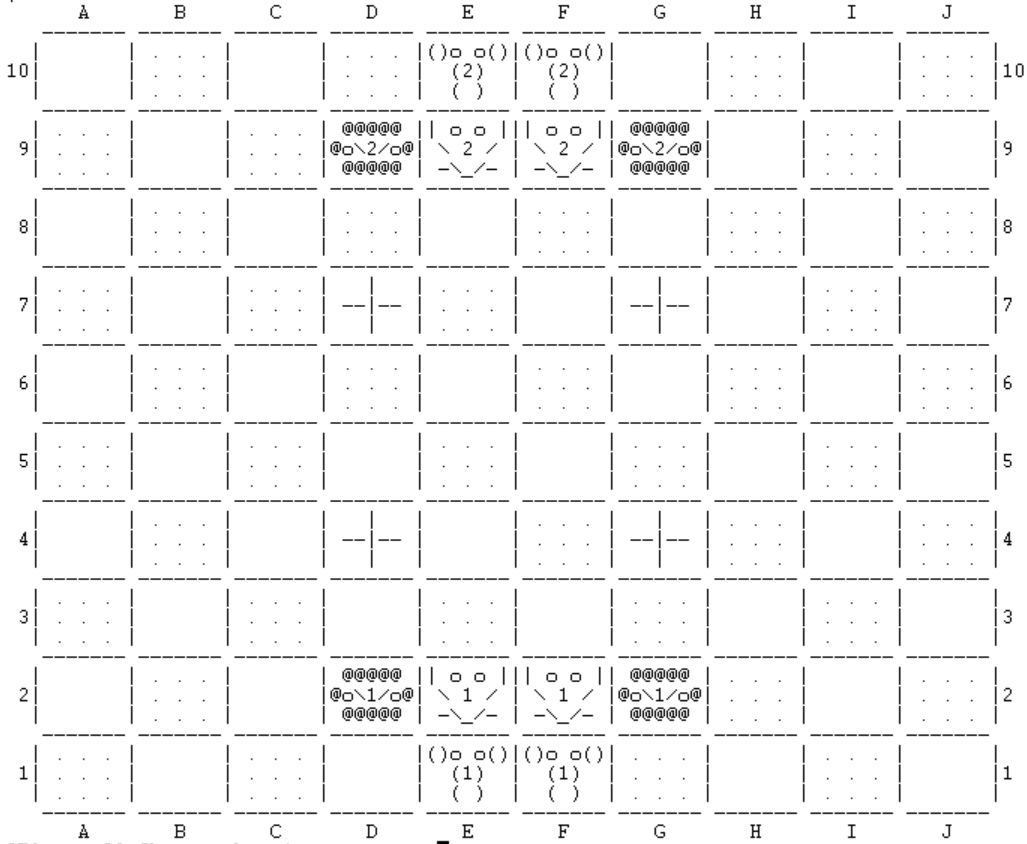 A B C D E F G H I J
()o o() ()o o()
10 (2) (2) 10
( ) ( )
@@@@@ | o o | | o o | @@@@@
9 @o\2/o@ \ 2 / \ 2 / @o\2/o@ 9
@@@@@ -\_/- -\_/- @@@@@
8 8
7 --|-- --|-- 7
6 6
5 5
4 --|-- --|-- 4
3 3
@@@@@ | o o | | o o | @@@@@
2 @o\1/o@ \ 1 / \ 1 / @o\1/o@ 2
@@@@@ -\_/- -\_/- @@@@@
()o o() ()o o()
1 (1) (1) 1
( ) ( )
A B C D E F G H I J